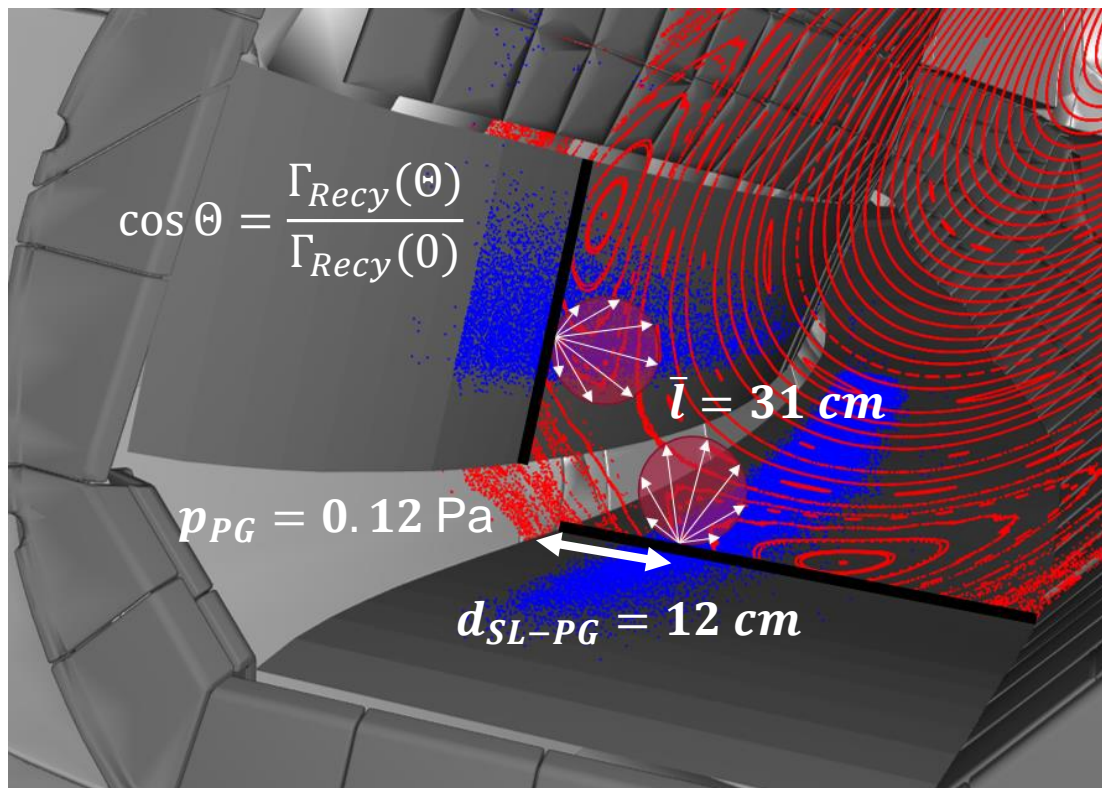 cos Θ = Γ_Recy(Θ) / Γ_Recy(0)
l̄ = 31 cm
p_PG = 0.12 Pa
d_SL−PG = 12 cm